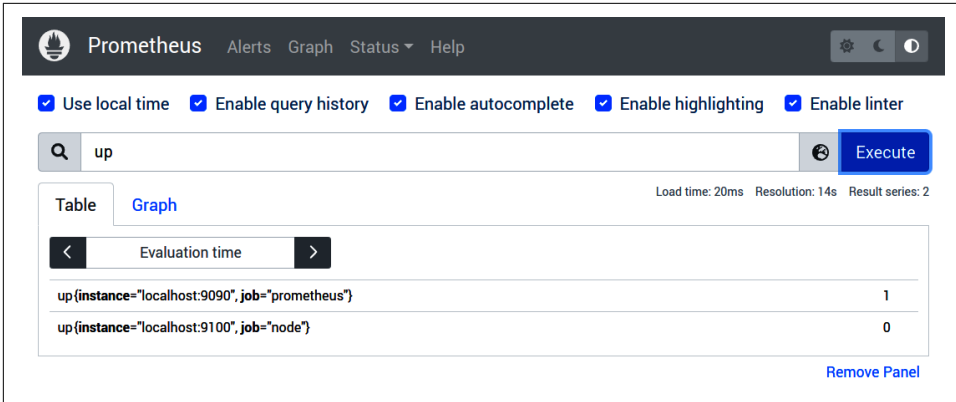 Prometheus Alerts Graph Status Help
Use local time Enable query history Enable autocomplete Enable highlighting Enable linter
up Execute
Load time: 20ms Resolution: 14s Result series: 2
Table Graph
Evaluation time
up{instance="localhost:9090", job="prometheus"} 1
up{instance="localhost:9100", job="node"} 0
Remove Panel